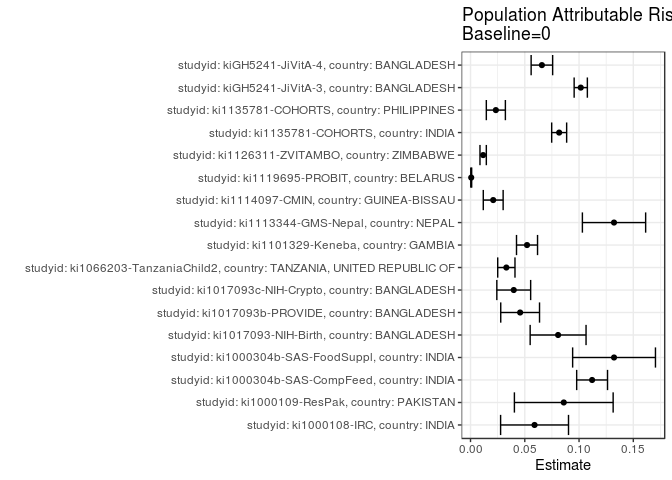 Population Attributable Ris
Baseline=0
studyid: kiGH5241-JiVitA-4, country: BANGLADESH
studyid: kiGH5241-JiVitA-3, country: BANGLADESH
studyid: ki1135781-COHORTS, country: PHILIPPINES
studyid: ki1135781-COHORTS, country: INDIA
studyid: ki1126311-ZVITAMBO, country: ZIMBABWE
studyid: ki1119695-PROBIT, country: BELARUS
studyid: ki1114097-CMIN, country: GUINEA-BISSAU
studyid: ki1113344-GMS-Nepal, country: NEPAL
studyid: ki1101329-Keneba, country: GAMBIA
studyid: ki1066203-TanzaniaChild2, country: TANZANIA, UNITED REPUBLIC OF
studyid: ki1017093c-NIH-Crypto, country: BANGLADESH
studyid: ki1017093b-PROVIDE, country: BANGLADESH
studyid: ki1017093-NIH-Birth, country: BANGLADESH
studyid: ki1000304b-SAS-FoodSuppl, country: INDIA
studyid: ki1000304b-SAS-CompFeed, country: INDIA
studyid: ki1000109-ResPak, country: PAKISTAN
studyid: ki1000108-IRC, country: INDIA
0.00 0.05 0.10 0.15
Estimate